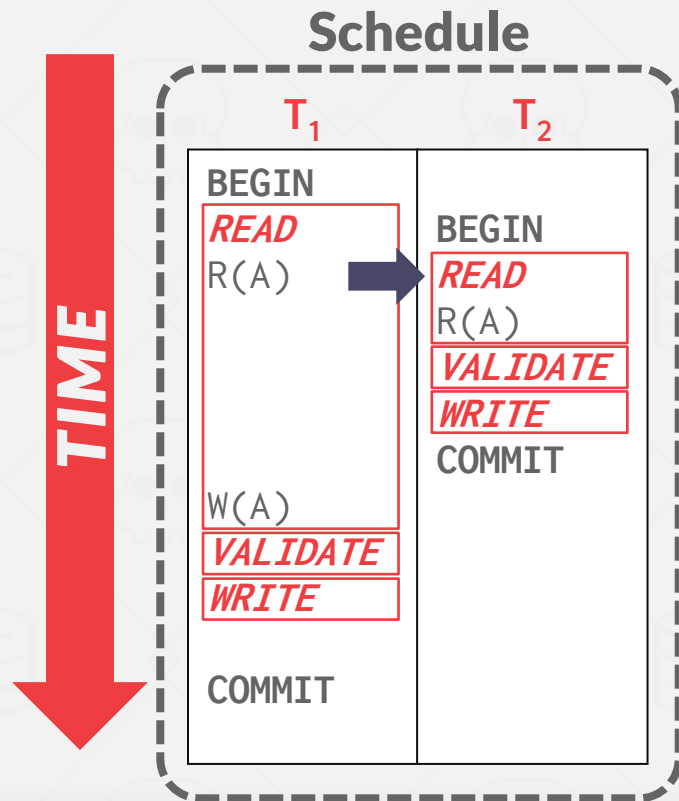 Schedule
TIME
T1
T2
BEGIN
READ
R(A)
W(A)
VALIDATE
WRITE
COMMIT
BEGIN
READ
R(A)
VALIDATE
WRITE
COMMIT